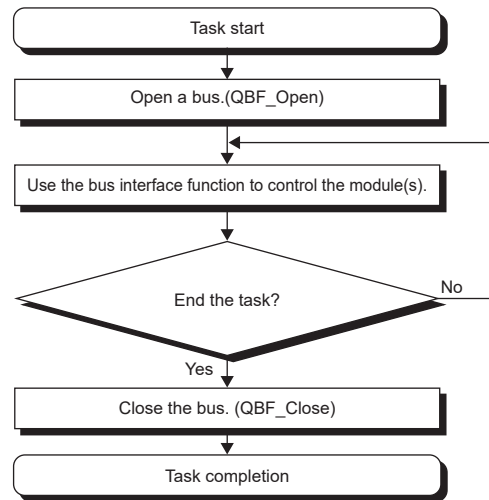 Task start
Open a bus.(QBF_Open)
Use the bus interface function to control the module(s).
End the task?
No
Yes
Close the bus. (QBF_Close)
Task completion